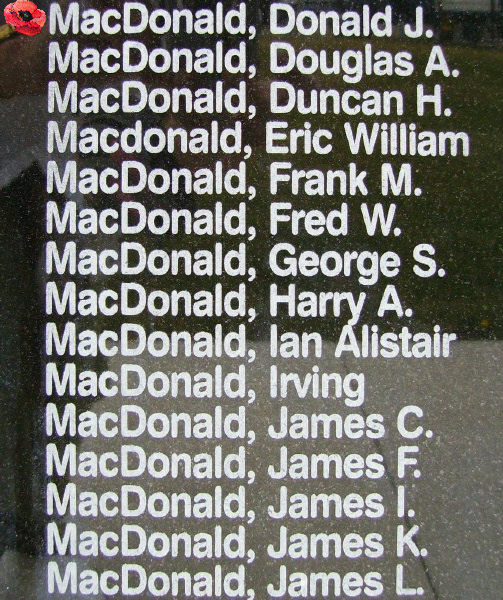 MacDonald, Donald J.
MacDonald, Douglas A.
MacDonald, Duncan H.
Macdonald, Eric William
MacDonald, Frank M.
MacDonald, Fred W.
MacDonald, George S.
MacDonald, Harry A.
MacDonald, Ian Alistair
MacDonald, Irving
MacDonald, James C.
MacDonald, James F.
MacDonald, James I.
MacDonald, James K.
MacDonald, James L.